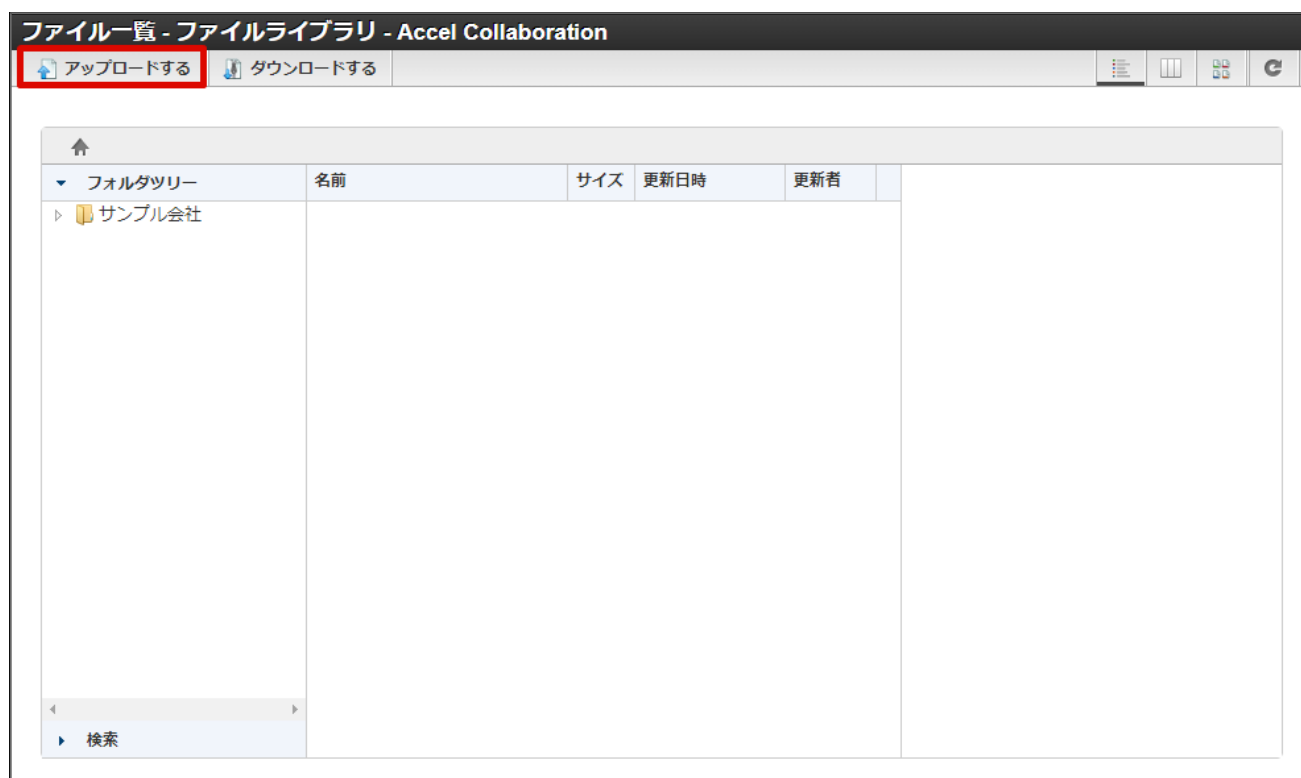 ファイル一覧 - ファイルライブラリ - Accel Collaboration
アップロードする ダウンロードする
フォルダツリー 名前 サイズ 更新日時 更新者
サンプル会社
検索